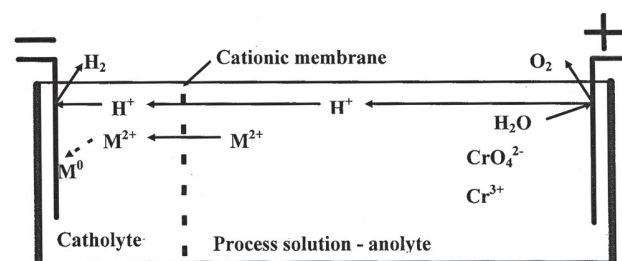 − +
H₂ Cationic membrane O₂
H⁺ H⁺
H₂O
M²⁺ M²⁺
CrO₄²⁻
M⁰
Cr³⁺
Catholyte Process solution - anolyte